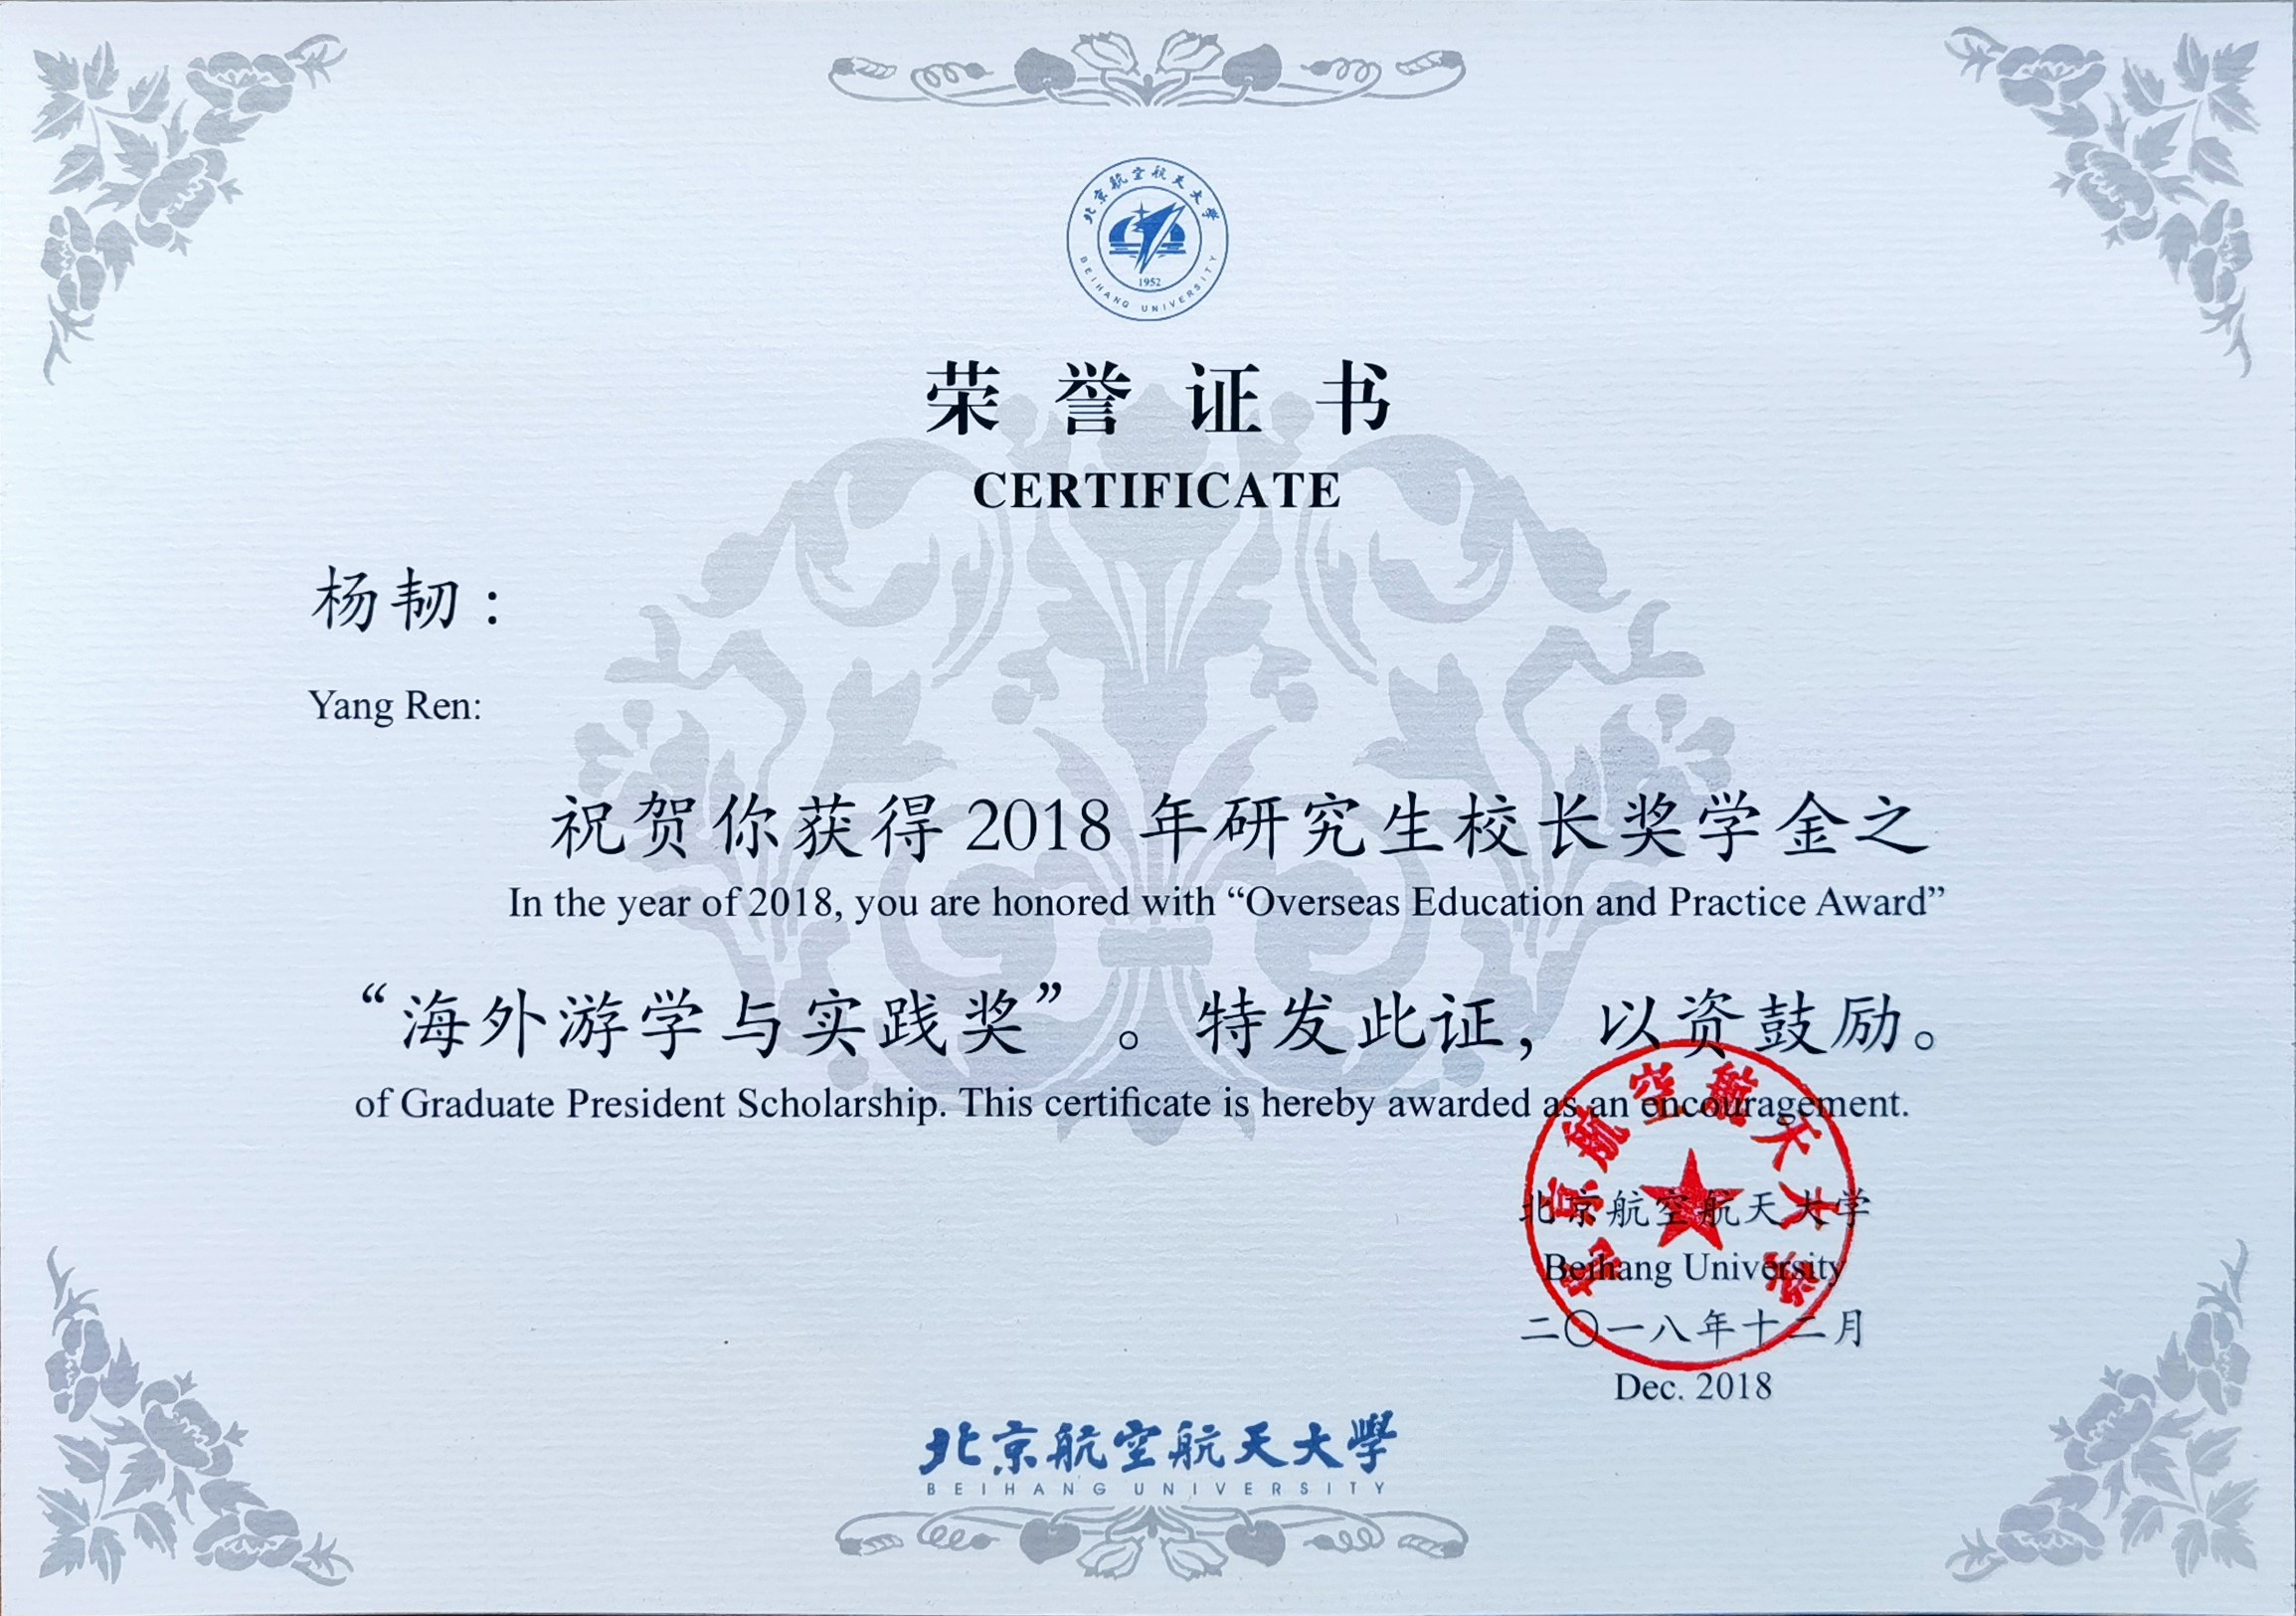 北京航空航天大学
1952
BEIHANG UNIVERSITY
荣誉证书
CERTIFICATE
杨韧：
Yang Ren:
祝贺你获得2018年研究生校长奖学金之
In the year of 2018, you are honored with “Overseas Education and Practice Award”
“海外游学与实践奖”。特发此证，以资鼓励。
of Graduate President Scholarship. This certificate is hereby awarded as an encouragement.
北京航空航天大学
北京航空航天大学
Beihang University
二〇一八年十二月
Dec. 2018
北京航空航天大學
BEIHANG UNIVERSITY